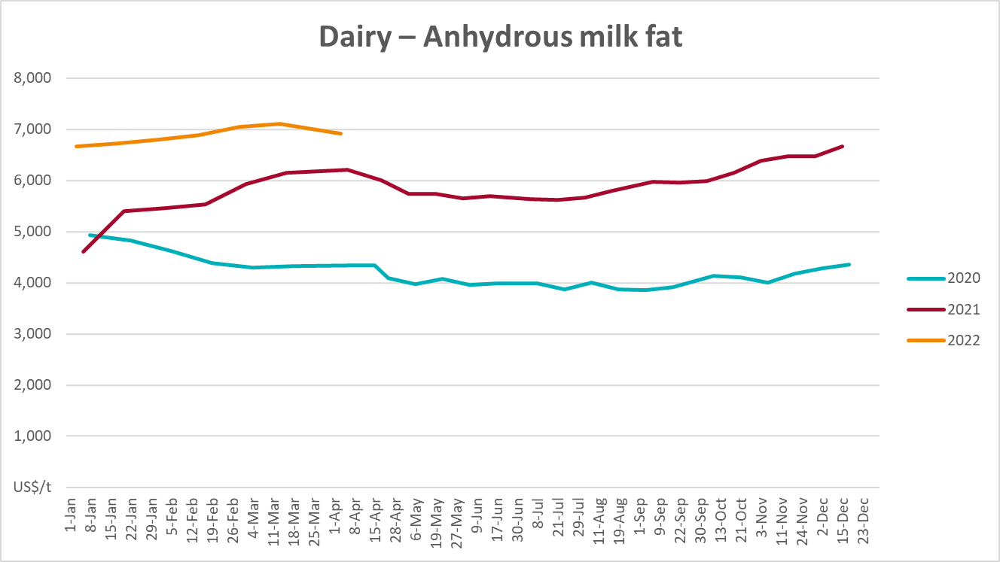 Dairy – Anhydrous milk fat
8,000
7,000
6,000
5,000
4,000
3,000
2,000
1,000
US$/t
1-Jan
8-Jan
15-Jan
22-Jan
29-Jan
5-Feb
12-Feb
19-Feb
26-Feb
4-Mar
11-Mar
18-Mar
25-Mar
1-Apr
8-Apr
15-Apr
28-Apr
6-May
19-May
27-May
9-Jun
17-Jun
30-Jun
8-Jul
21-Jul
29-Jul
11-Aug
19-Aug
1-Sep
9-Sep
22-Sep
30-Sep
13-Oct
21-Oct
3-Nov
11-Nov
24-Nov
2-Dec
15-Dec
23-Dec
2020
2021
2022